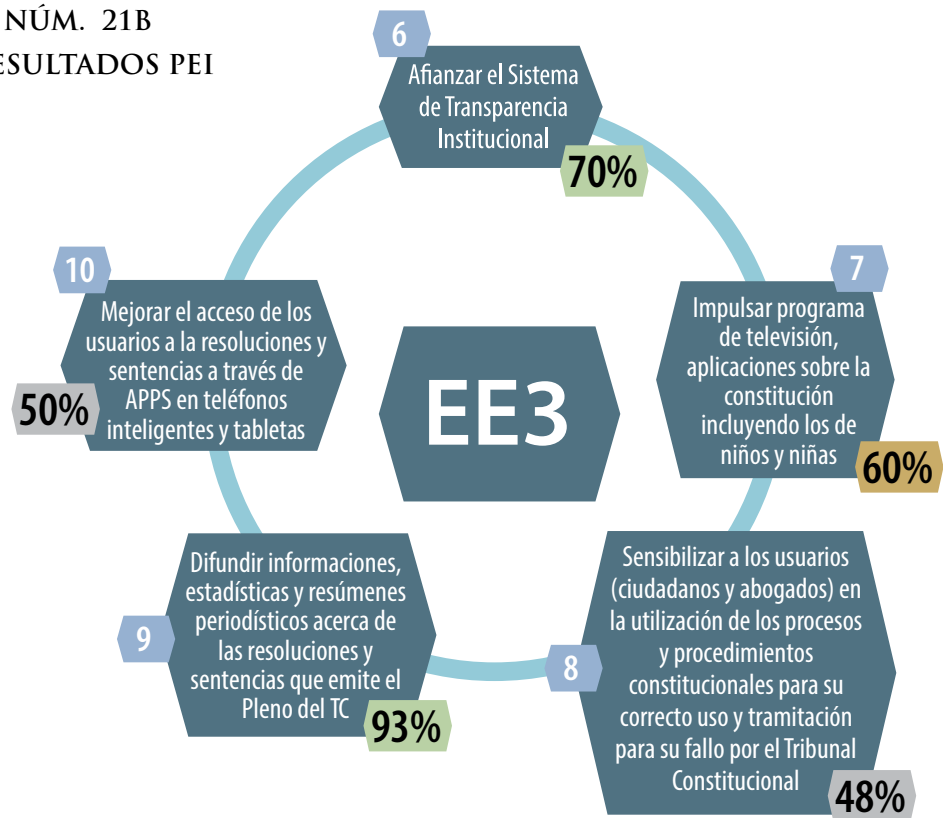 NÚM. 21B
ESULTADOS PEI
6
Afianzar el Sistema
de Transparencia
Institucional
70%
7
Impulsar programa
de televisión,
aplicaciones sobre la
constitución
incluyendo los de
niños y niñas
60%
8
Sensibilizar a los usuarios
(ciudadanos y abogados) en
la utilización de los procesos
y procedimientos
constitucionales para su
correcto uso y tramitación
para su fallo por el Tribunal
Constitucional
48%
9
Difundir informaciones,
estadísticas y resúmenes
periodísticos acerca de
las resoluciones y
sentencias que emite el
Pleno del TC
93%
10
Mejorar el acceso de los
usuarios a la resoluciones y
sentencias a través de
APPS en teléfonos
inteligentes y tabletas
50%
EE3